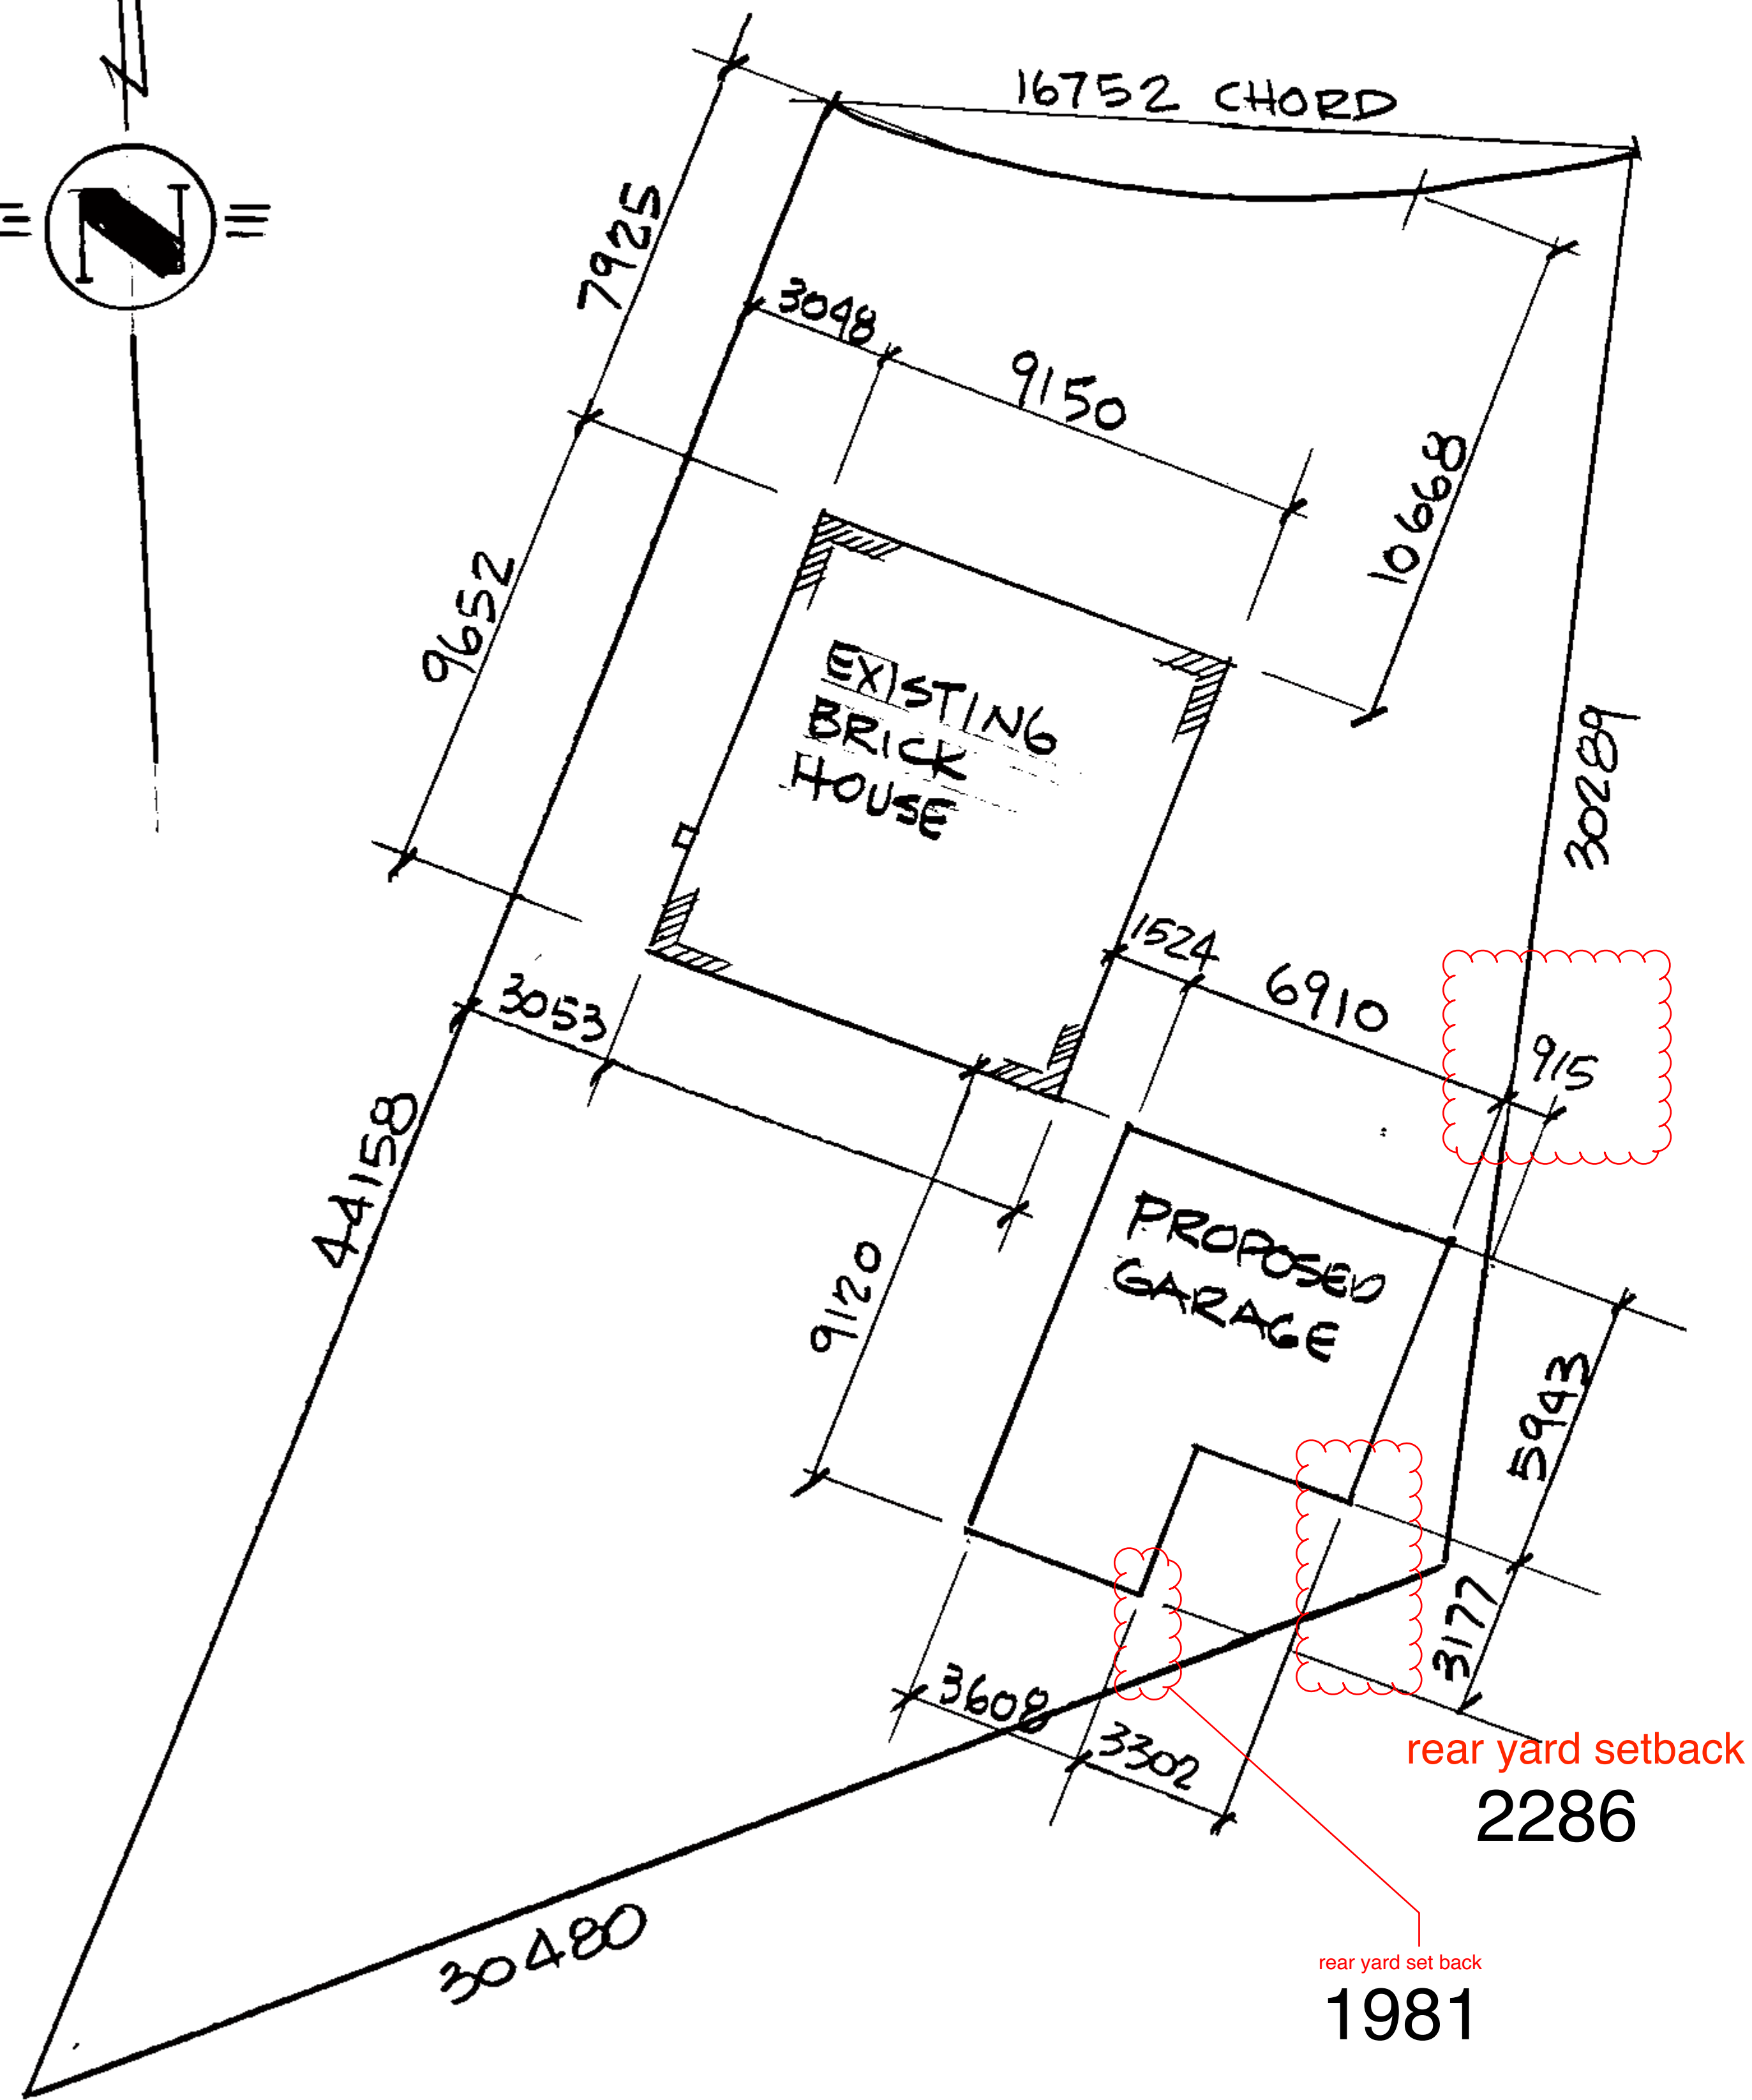 16752 CHORD
N
7925
3048
9150
10668
9652
EXISTING
BRICK
HOUSE
30289
1524
6910
915
3053
44158
PROPOSED
GARAGE
9120
5943
3177
3608
3302
rear yard setback
2286
30480
rear yard set back
1981